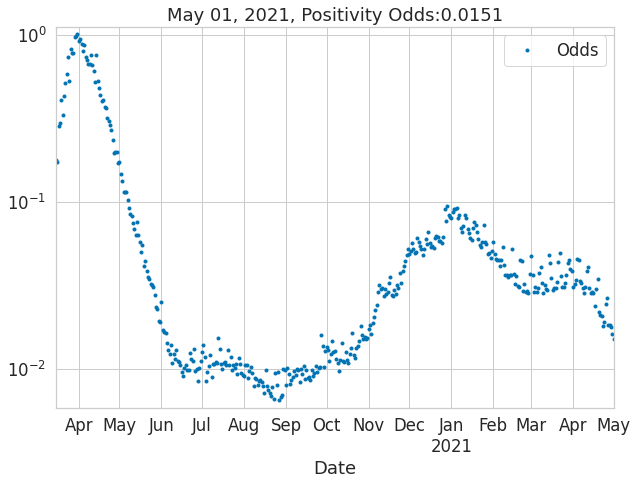 May 01, 2021, Positivity Odds:0.0151
Odds
10⁰
10⁻¹
10⁻²
Apr May Jun Jul Aug Sep Oct Nov Dec Jan Feb Mar Apr May
2021
Date